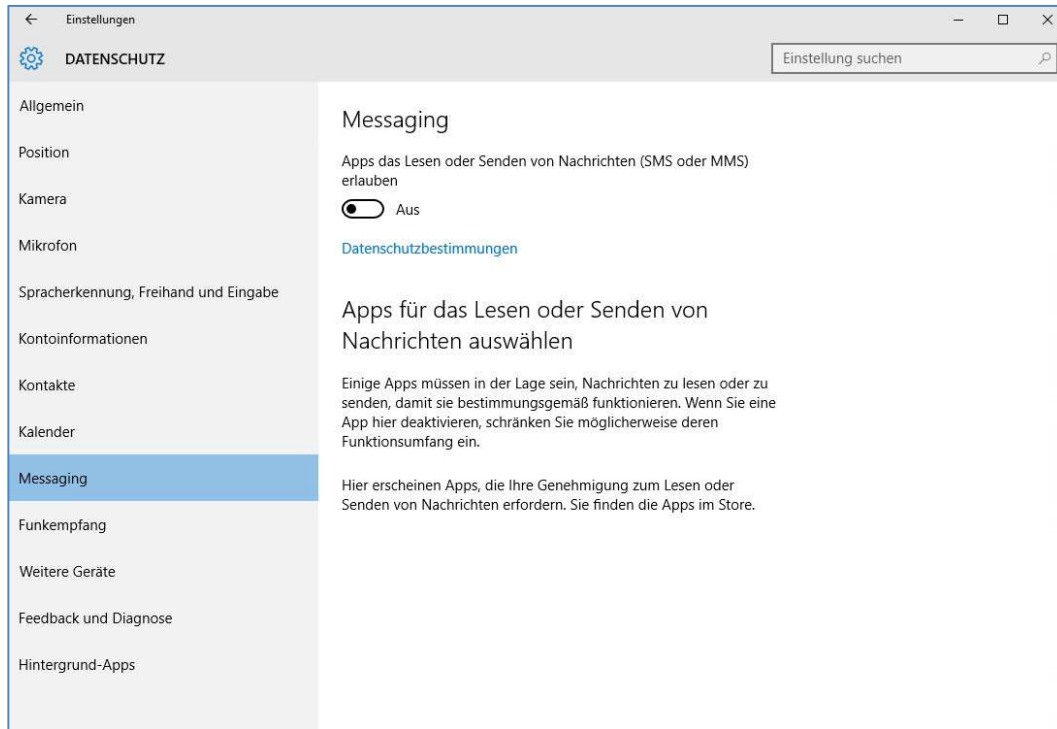 Einstellungen
DATENSCHUTZ
Einstellung suchen
Allgemein
Position
Kamera
Mikrofon
Spracherkennung, Freihand und Eingabe
Kontoinformationen
Kontakte
Kalender
Messaging
Funkempfang
Weitere Geräte
Feedback und Diagnose
Hintergrund-Apps
Messaging
Apps das Lesen oder Senden von Nachrichten (SMS oder MMS)
erlauben
Aus
Datenschutzbestimmungen
Apps für das Lesen oder Senden von
Nachrichten auswählen
Einige Apps müssen in der Lage sein, Nachrichten zu lesen oder zu
senden, damit sie bestimmungsgemäß funktionieren. Wenn Sie eine
App hier deaktivieren, schränken Sie möglicherweise deren
Funktionsumfang ein.
Hier erscheinen Apps, die Ihre Genehmigung zum Lesen oder
Senden von Nachrichten erfordern. Sie finden die Apps im Store.